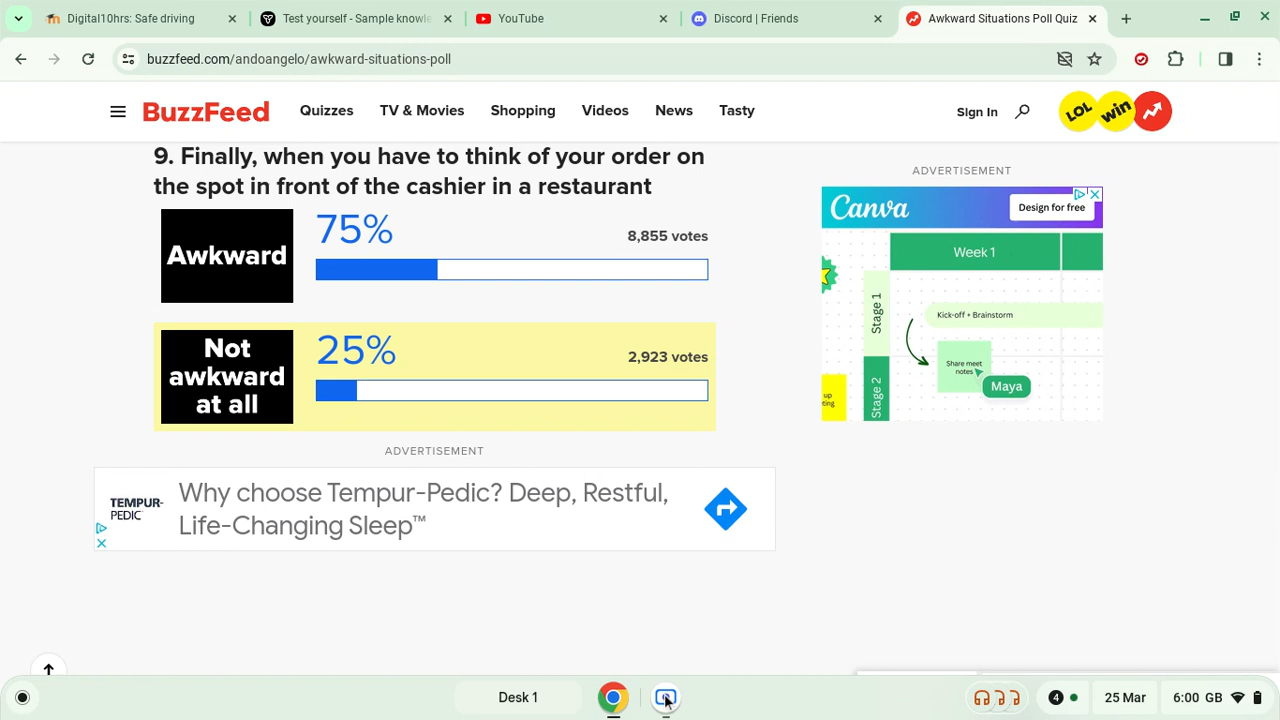 Digital10hrs: Safe driving
Test yourself - Sample knowle
YouTube
Discord | Friends
Awkward Situations Poll Quiz
buzzfeed.com/andoangelo/awkward-situations-poll
BuzzFeed
Quizzes
TV & Movies
Shopping
Videos
News
Tasty
Sign In
LOL
win
9. Finally, when you have to think of your order on
the spot in front of the cashier in a restaurant
Awkward
75%
8,855 votes
Not
awkward
at all
25%
2,923 votes
ADVERTISEMENT
TEMPUR-
PEDIC
Why choose Tempur-Pedic? Deep, Restful,
Life-Changing Sleep™
ADVERTISEMENT
Canva
Design for free
Week 1
Stage 1
Kick-off + Brainstorm
Share meet
notes
Maya
Stage 2
up
ting
Desk 1
4
25 Mar
6:00
GB